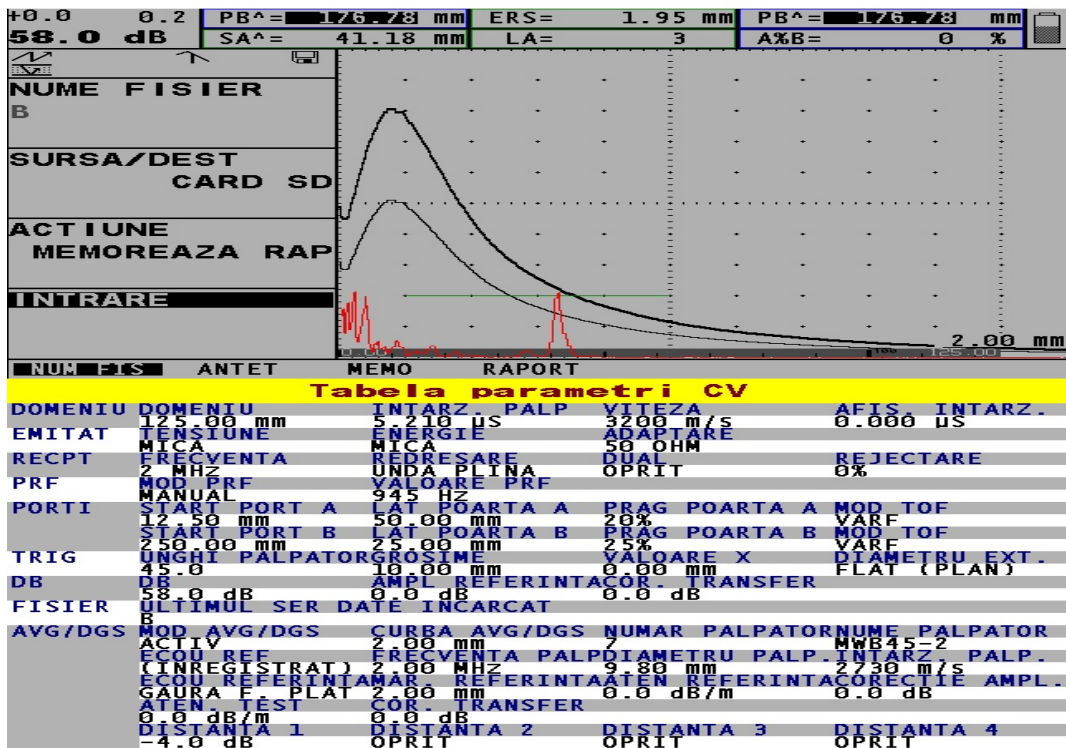 +0.0 0.2 PB^= 176.78 mm ERS= 1.95 mm PB^= 176.78 mm
58.0 dB SA^= 41.18 mm LA= 3 A%B= 0 %
NUME FISIER
B
SURSA/DEST
CARD SD
ACTIUNE
MEMOREAZA RAP
INTRARE
2.00 mm
0.00 100 125.00
NUM FIS ANTET MEMO RAPORT
Tabela parametri CV
DOMENIU DOMENIU INTARZ. PALP VITEZA AFIS. INTARZ.
125.00 mm 5.210 µS 3200 m/s 0.000 µS
EMITAT TENSIUNE ENERGIE ADAPTARE
MICA MICA 50 OHM
RECPT FRECVENTA REDRESARE DUAL REJECTARE
2 MHz UNDA PLINA OPRIT 0%
PRF MOD PRF VALOARE PRF
MANUAL 945 Hz
PORTI START PORT A LAT POARTA A PRAG POARTA A MOD TOF
12.50 mm 50.00 mm 20% VARF
START PORT B LAT POARTA B PRAG POARTA B MOD TOF
250.00 mm 25.00 mm 25% VARF
TRIG UNGHI PALPATOR GROSIME VALOARE X DIAMETRU EXT.
45.0 10.00 mm 0.00 mm FLAT (PLAN)
DB DB AMPL REFERINTA COR. TRANSFER
58.0 dB 0.0 dB 0.0 dB
FISIER ULTIMUL SER DATE INCARCAT
B
AVG/DGS MOD AVG/DGS CURBA AVG/DGS NUMAR PALPATOR NUME PALPATOR
ACTIV 2.00 mm 7 MWB45-2
ECOU REF FRECVENTA PALP DIAMETRU PALP. INTARZ. PALP.
(INREGISTRAT) 2.00 MHz 9.80 mm 2730 m/s
ECOU REFERINTA MAR. REFERINTA ATEN REFERINTA CORECTIE AMPL.
GAURA F. PLAT 2.00 mm 0.0 dB/m 0.0 dB
ATEN. TEST COR. TRANSFER
0.0 dB/m 0.0 dB
DISTANTA 1 DISTANTA 2 DISTANTA 3 DISTANTA 4
-4.0 dB OPRIT OPRIT OPRIT